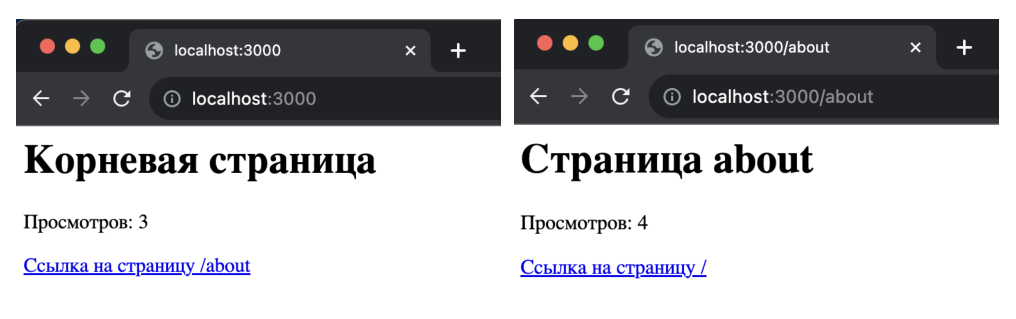 localhost:3000
localhost:3000
Корневая страница
Просмотров: 3
Ссылка на страницу /about
localhost:3000/about
localhost:3000/about
Страница about
Просмотров: 4
Ссылка на страницу /